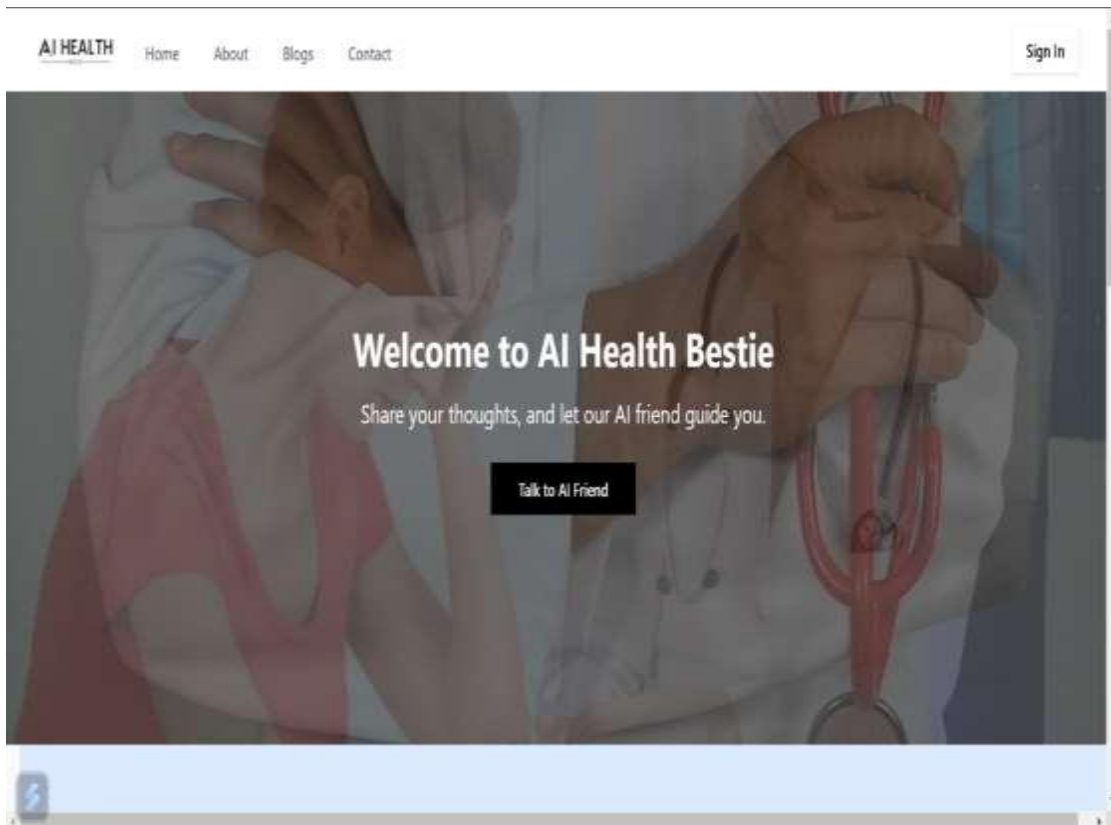 AI HEALTH
Home
About
Blogs
Contact
Sign In
Welcome to AI Health Bestie
Share your thoughts, and let our AI friend guide you.
Talk to AI Friend